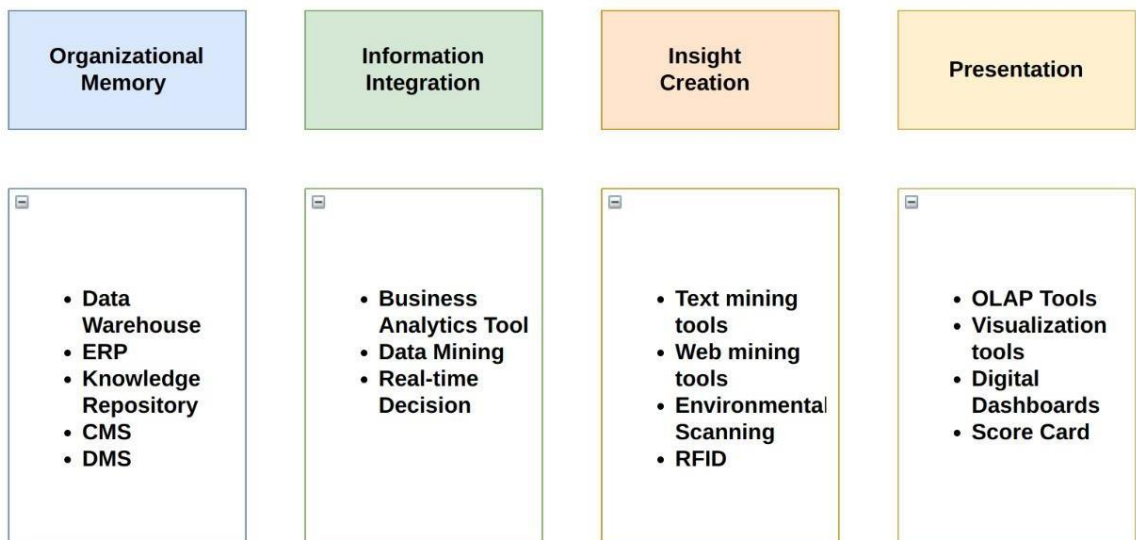 Organizational
Memory
Information
Integration
Insight
Creation
Presentation
• Data
Warehouse
• ERP
• Knowledge
Repository
• CMS
• DMS
• Business
Analytics Tool
• Data Mining
• Real-time
Decision
• Text mining
tools
• Web mining
tools
• Environmental
Scanning
• RFID
• OLAP Tools
• Visualization
tools
• Digital
Dashboards
• Score Card